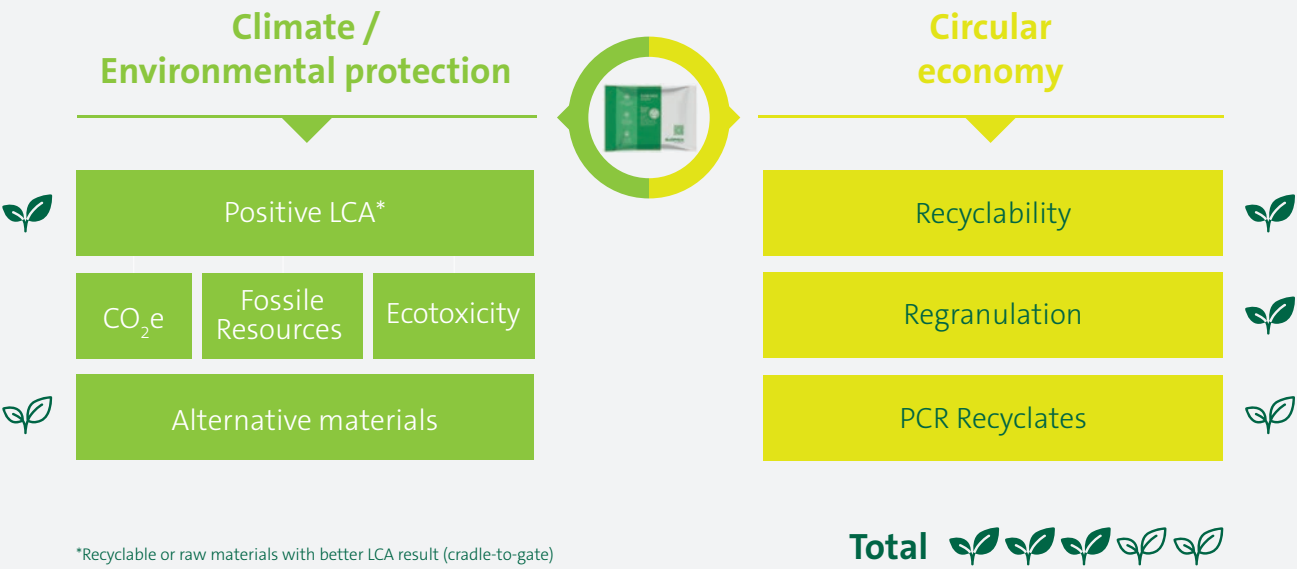 Climate /
Environmental protection
Positive LCA*
CO₂e
Fossile
Resources
Ecotoxicity
Alternative materials
*Recyclable or raw materials with better LCA result (cradle-to-gate)
Circular
economy
Recyclability
Regranulation
PCR Recyclates
Total